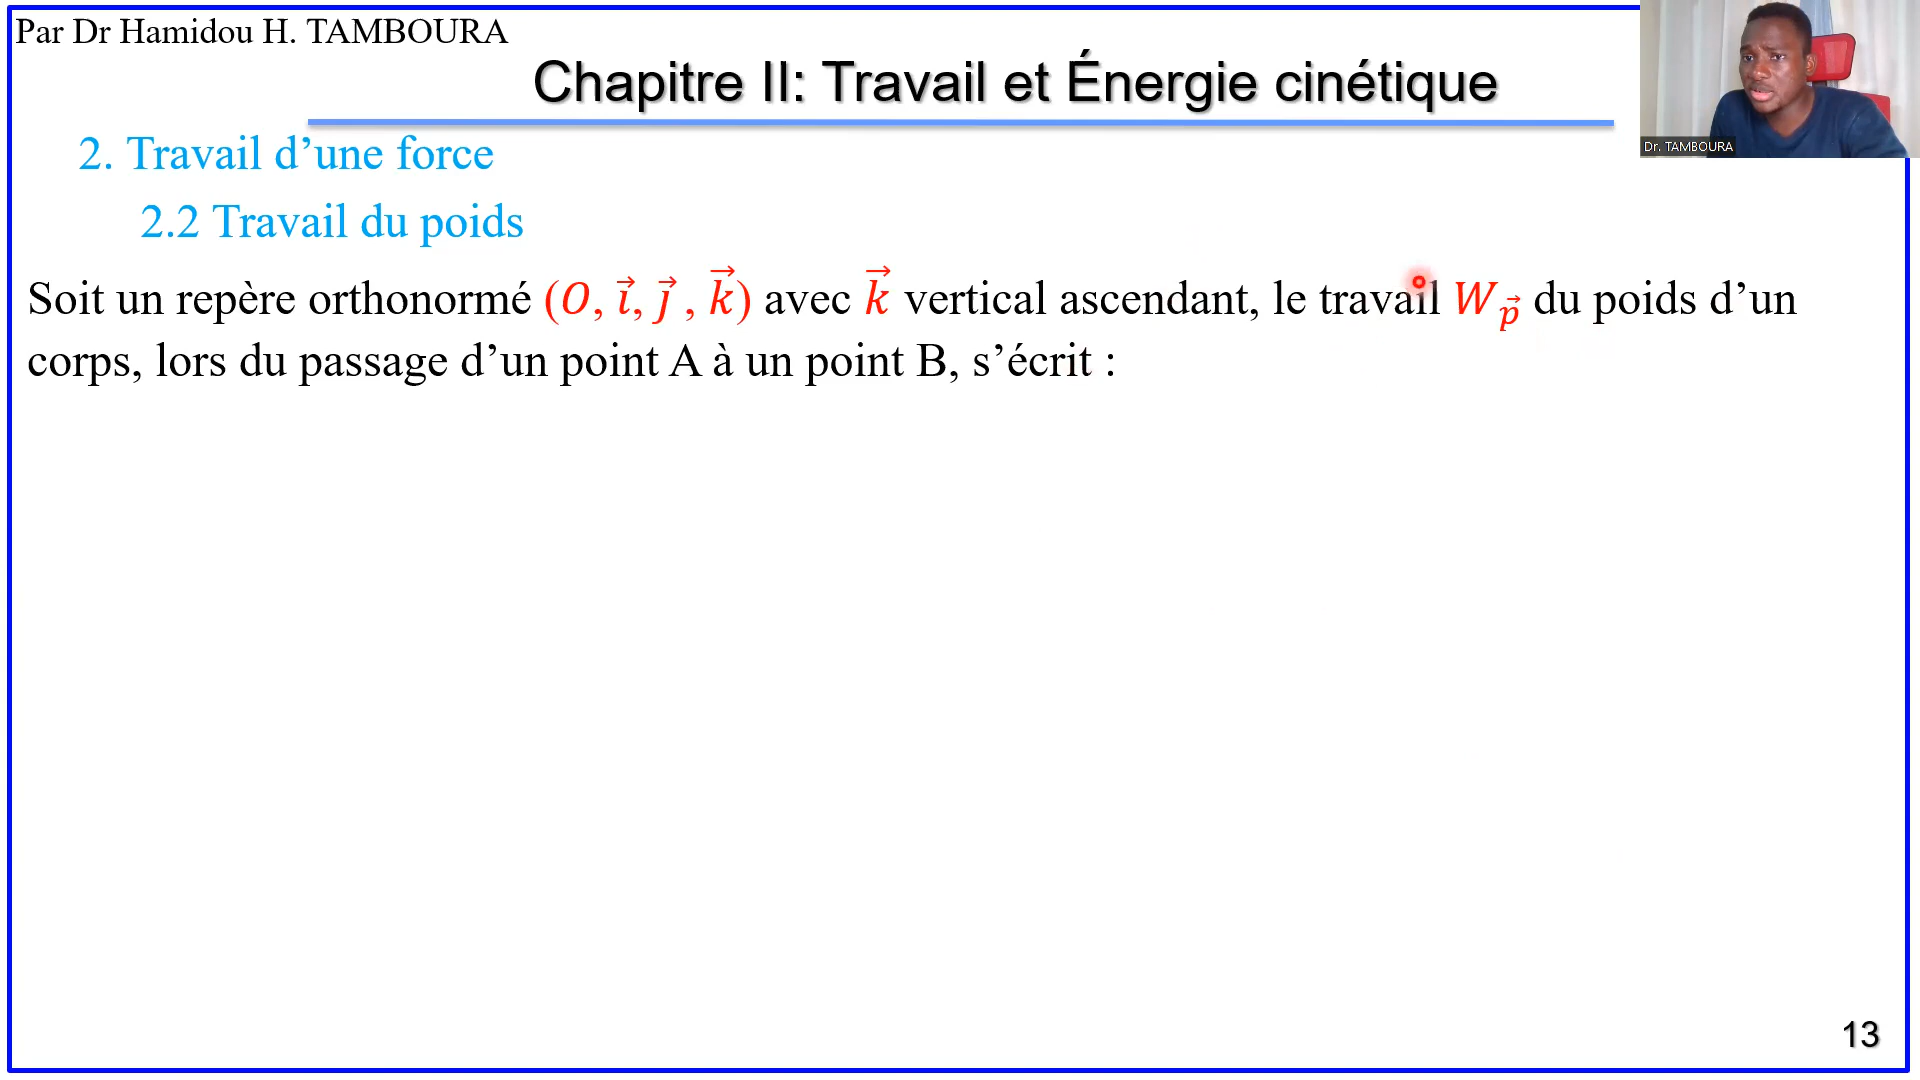 Par Dr Hamidou H. TAMBOURA
Chapitre II: Travail et Énergie cinétique
Dr. TAMBOURA
2. Travail d’une force
2.2 Travail du poids
Soit un repère orthonormé (O, i⃗, j⃗, k⃗) avec k⃗ vertical ascendant, le travail W_p⃗ du poids d’un
corps, lors du passage d’un point A à un point B, s’écrit :
13